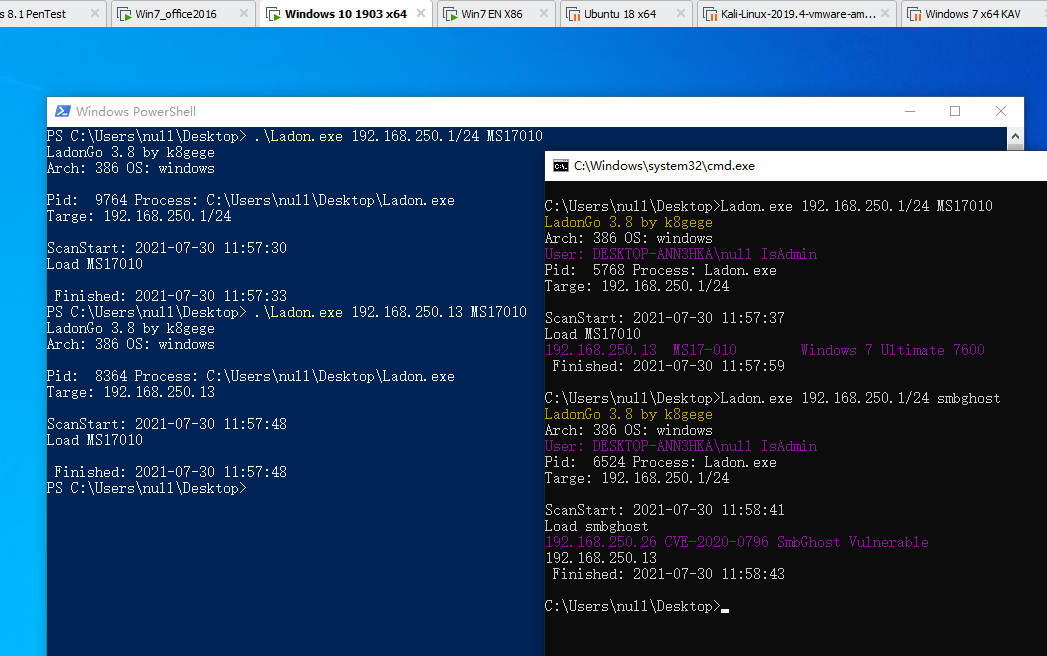 s 8.1 PenTest
Win7_office2016
Windows 10 1903 x64
Win7 EN X86
Ubuntu 18 x64
Kali-Linux-2019.4-vmware-am...
Windows 7 x64 KAV
Windows PowerShell
PS C:\Users\null\Desktop> .\Ladon.exe 192.168.250.1/24 MS17010
LadonGo 3.8 by k8gege
Arch: 386 OS: windows
Pid:  9764 Process: C:\Users\null\Desktop\Ladon.exe
Targe: 192.168.250.1/24
ScanStart: 2021-07-30 11:57:30
Load MS17010
Finished: 2021-07-30 11:57:33
PS C:\Users\null\Desktop> .\Ladon.exe 192.168.250.13 MS17010
LadonGo 3.8 by k8gege
Arch: 386 OS: windows
Pid:  8364 Process: C:\Users\null\Desktop\Ladon.exe
Targe: 192.168.250.13
ScanStart: 2021-07-30 11:57:48
Load MS17010
Finished: 2021-07-30 11:57:48
PS C:\Users\null\Desktop>
C:\Windows\system32\cmd.exe
C:\Users\null\Desktop>Ladon.exe 192.168.250.1/24 MS17010
LadonGo 3.8 by k8gege
Arch: 386 OS: windows
User: DESKTOP-ANN3HKA\null IsAdmin
Pid:  5768 Process: Ladon.exe
Targe: 192.168.250.1/24
ScanStart: 2021-07-30 11:57:37
Load MS17010
192.168.250.13  MS17-010        Windows 7 Ultimate 7600
Finished: 2021-07-30 11:57:59
C:\Users\null\Desktop>Ladon.exe 192.168.250.1/24 smbghost
LadonGo 3.8 by k8gege
Arch: 386 OS: windows
User: DESKTOP-ANN3HKA\null IsAdmin
Pid:  6524 Process: Ladon.exe
Targe: 192.168.250.1/24
ScanStart: 2021-07-30 11:58:41
Load smbghost
192.168.250.26 CVE-2020-0796 SmbGhost Vulnerable
192.168.250.13
Finished: 2021-07-30 11:58:43
C:\Users\null\Desktop>